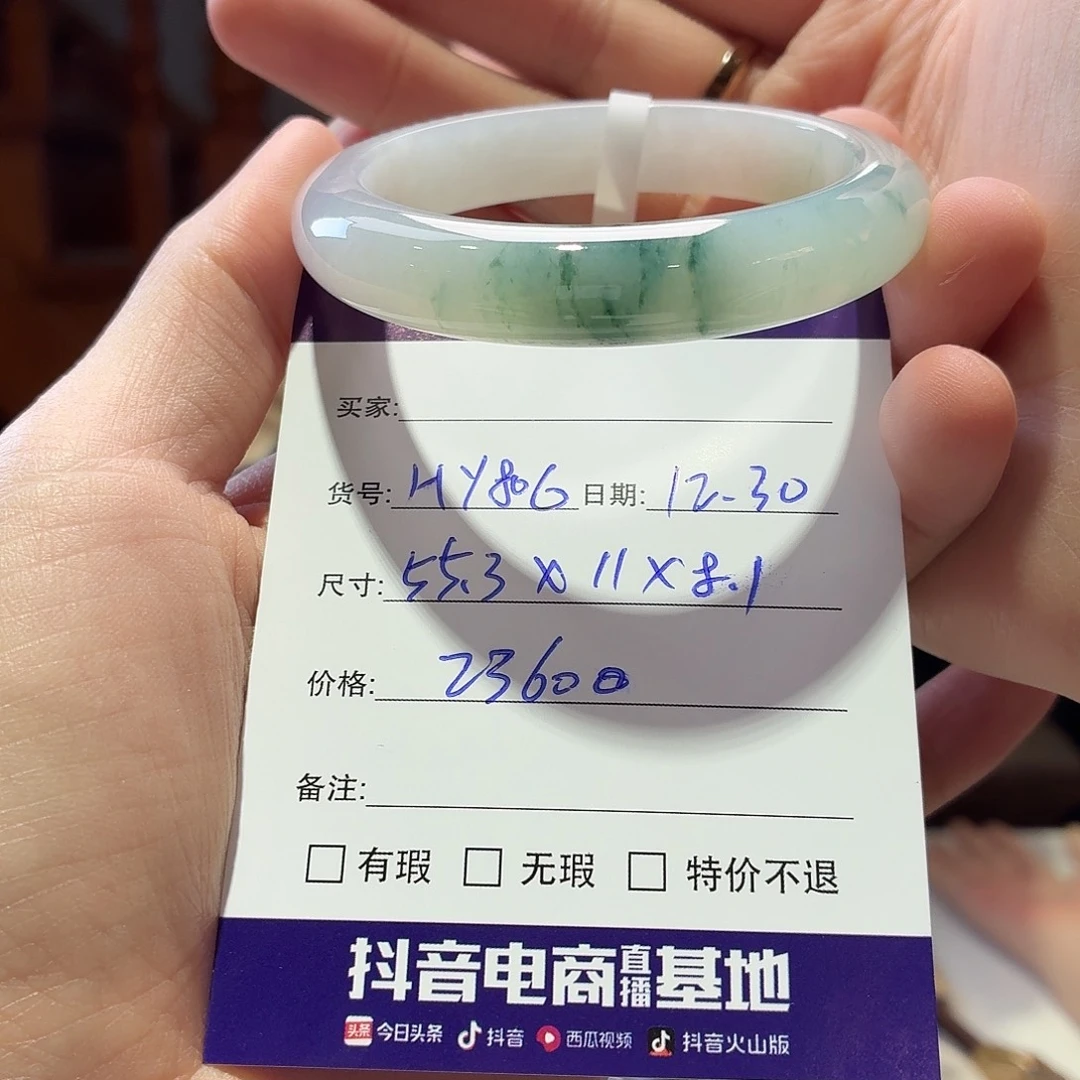 买家:
货号: HY806 日期: 12-30
尺寸: 55.3 x 11 x 8.1
价格: 23600
备注:
□ 有瑕 □ 无瑕 □ 特价不退
抖音电商直播基地
头条 今日头条 抖音 西瓜视频 抖音火山版